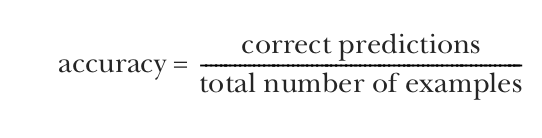 correct predictions
accuracy =
total number of examples